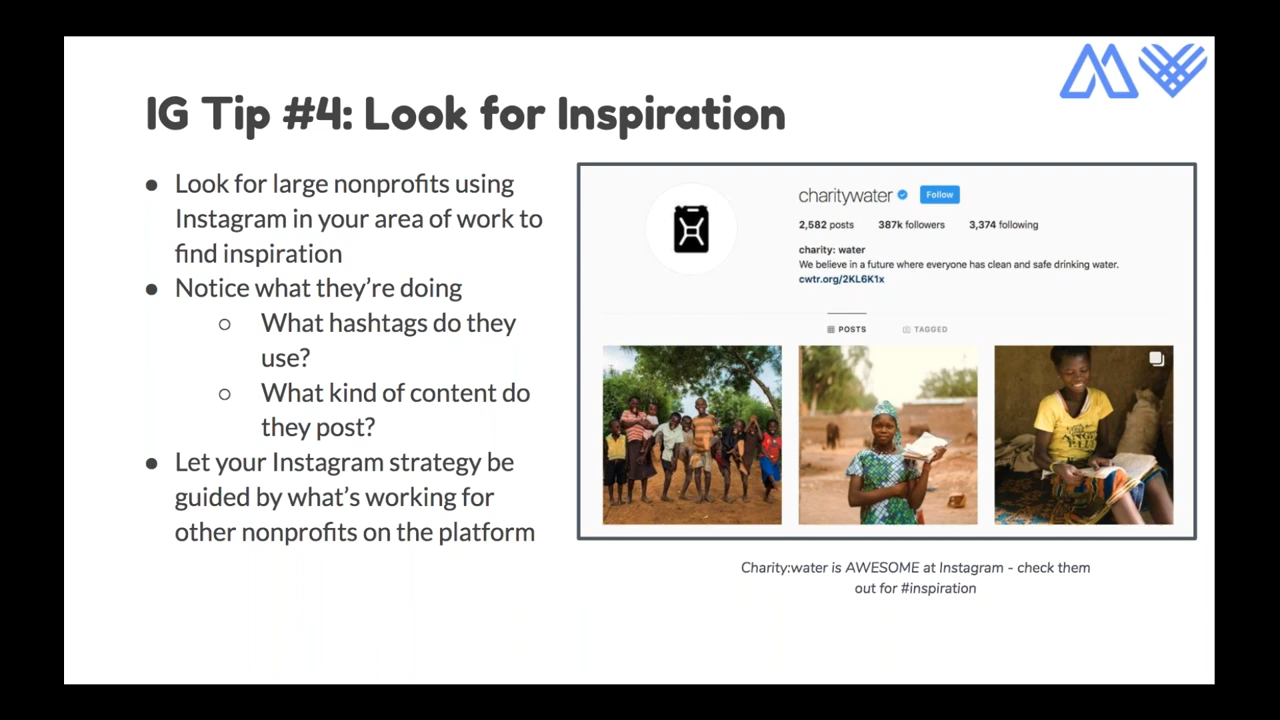 IG Tip #4: Look for Inspiration
● Look for large nonprofits using
Instagram in your area of work to
find inspiration
● Notice what they're doing
○ What hashtags do they
use?
○ What kind of content do
they post?
● Let your Instagram strategy be
guided by what's working for
other nonprofits on the platform
charitywater Follow
2,582 posts 387k followers 3,374 following
charity: water
We believe in a future where everyone has clean and safe drinking water.
cwtr.org/2KL6K1x
POSTS TAGGED
Charity:water is AWESOME at Instagram - check them
out for #inspiration